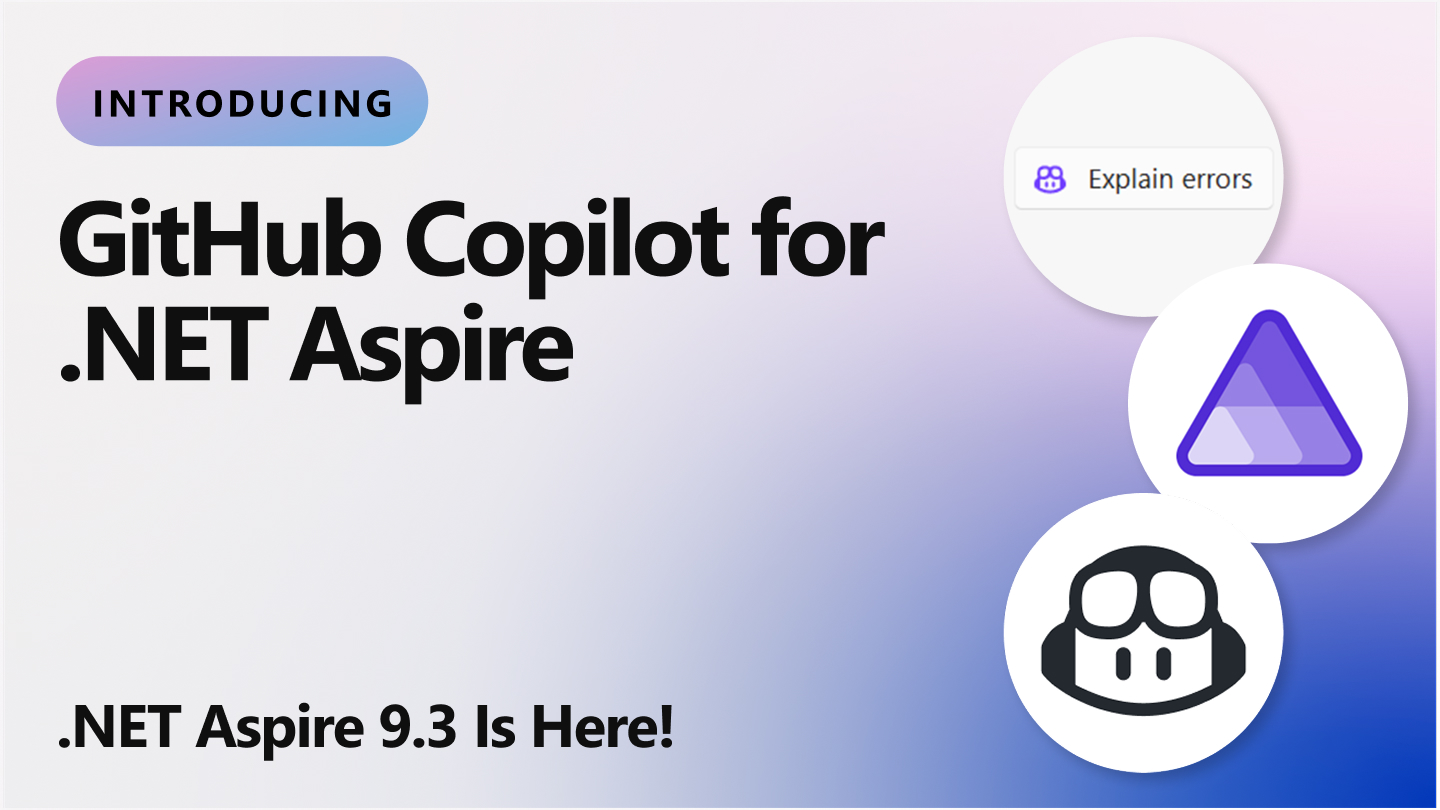 INTRODUCING
GitHub Copilot for
.NET Aspire
Explain errors
.NET Aspire 9.3 Is Here!